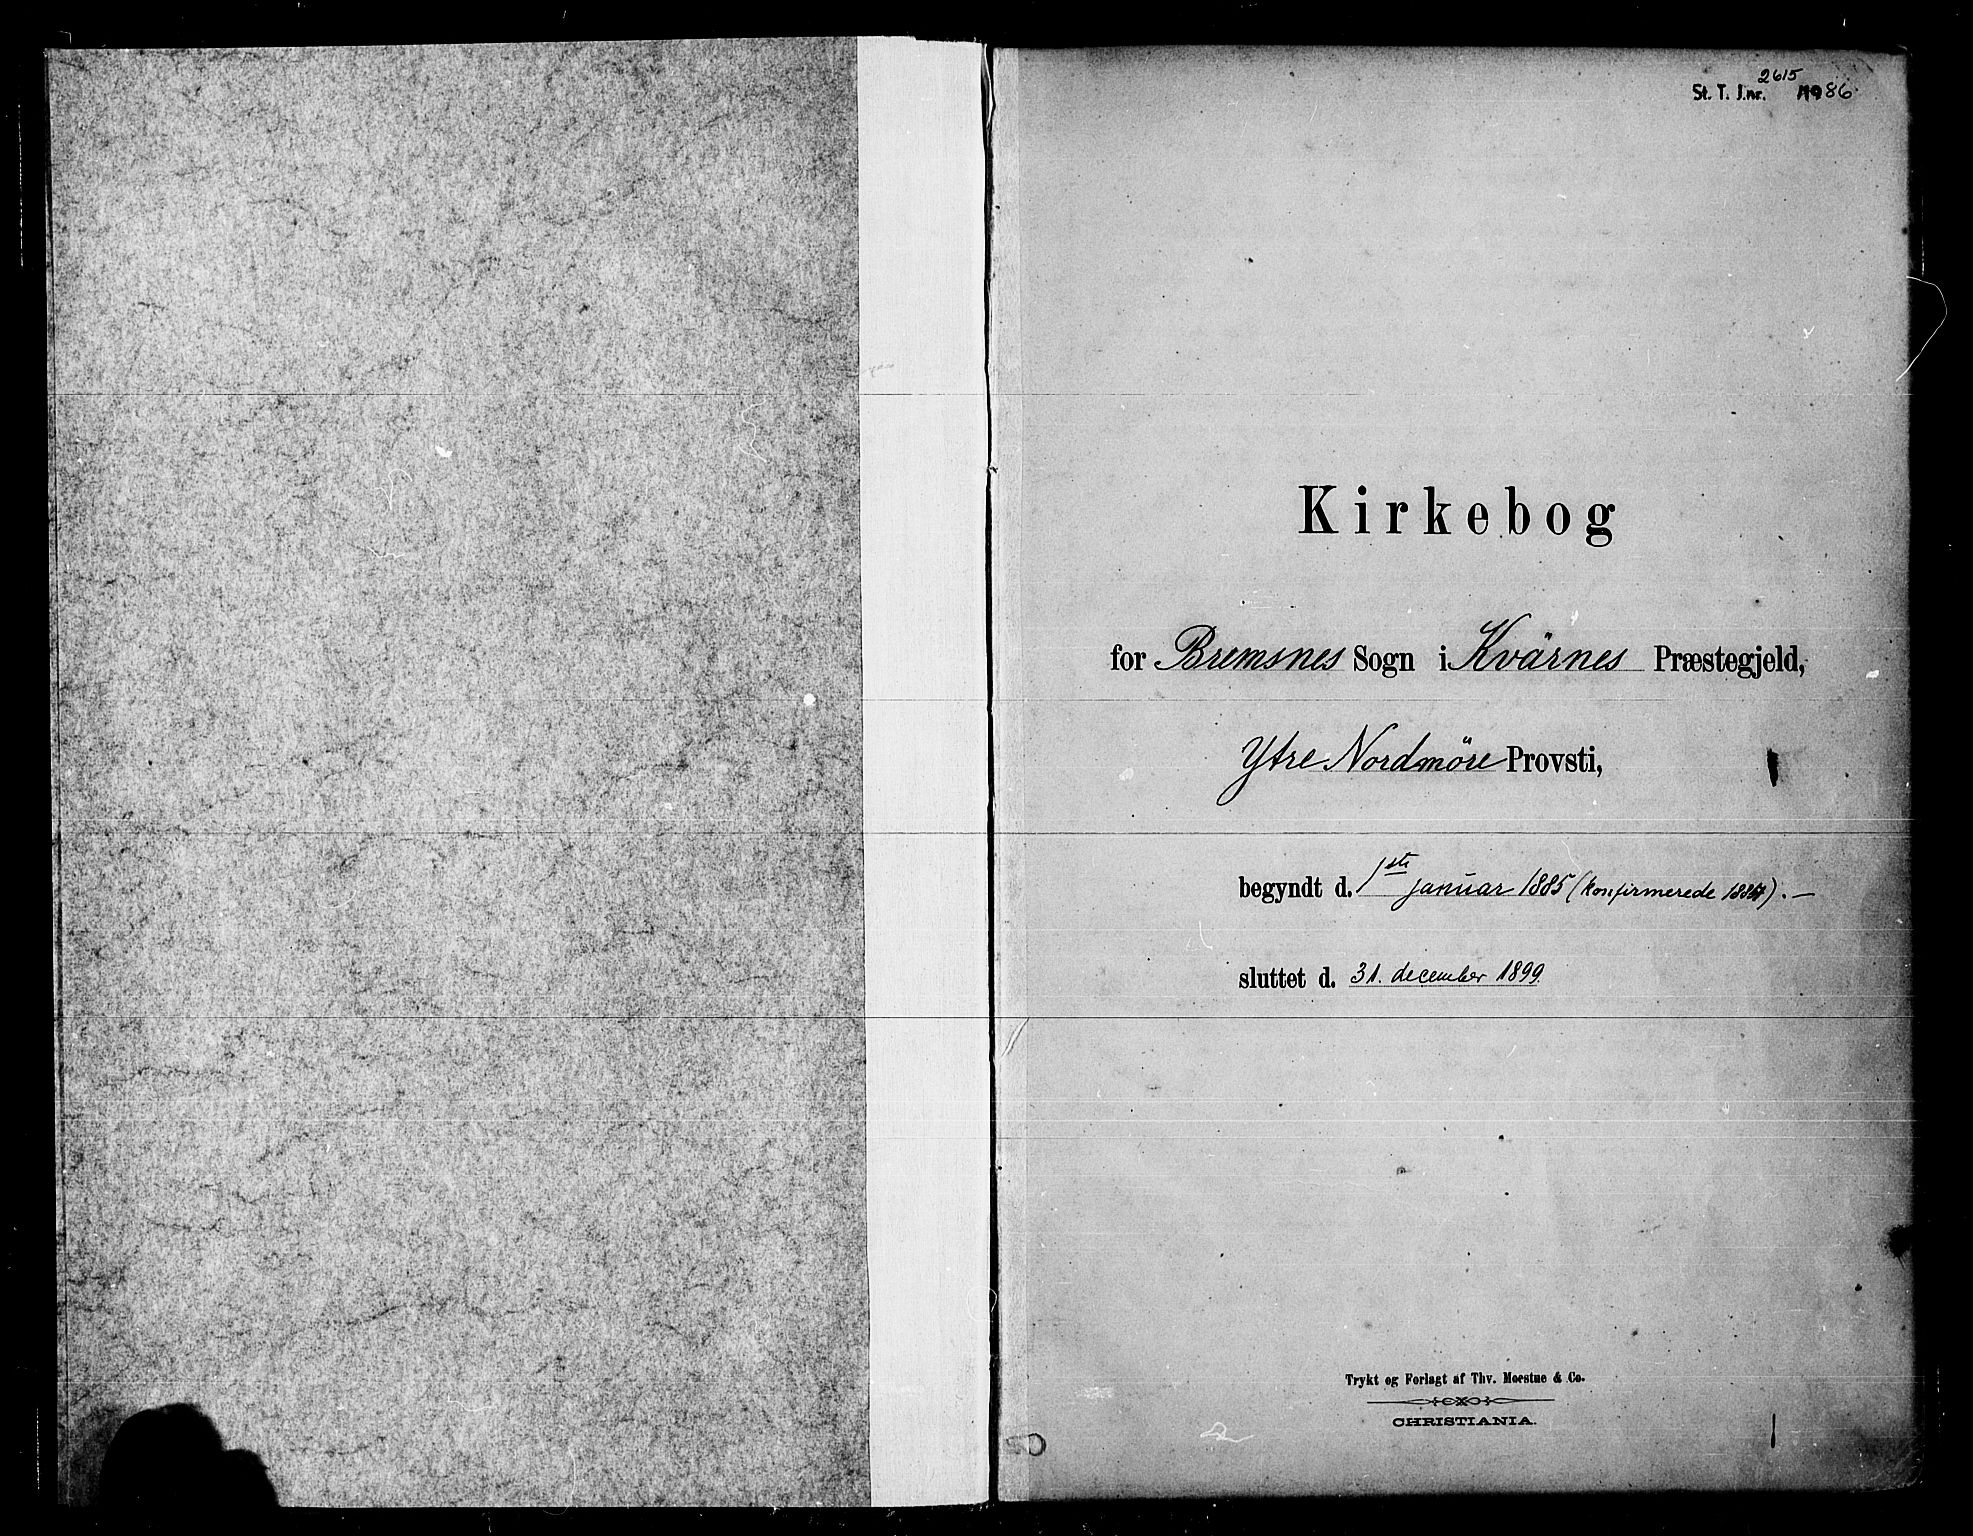 2615
St. T. J.nr. 1986
Kirkebog
for Bremsnes Sogn i Kvärnes Præstegjeld,
Ytre Nordmöre Provsti,
begyndt d. 1ste januar 1885 (konfirmerede 1884). —
sluttet d. 31. december 1899.
Trykt og Forlagt af Thv. Moestue & Co.
CHRISTIANIA.